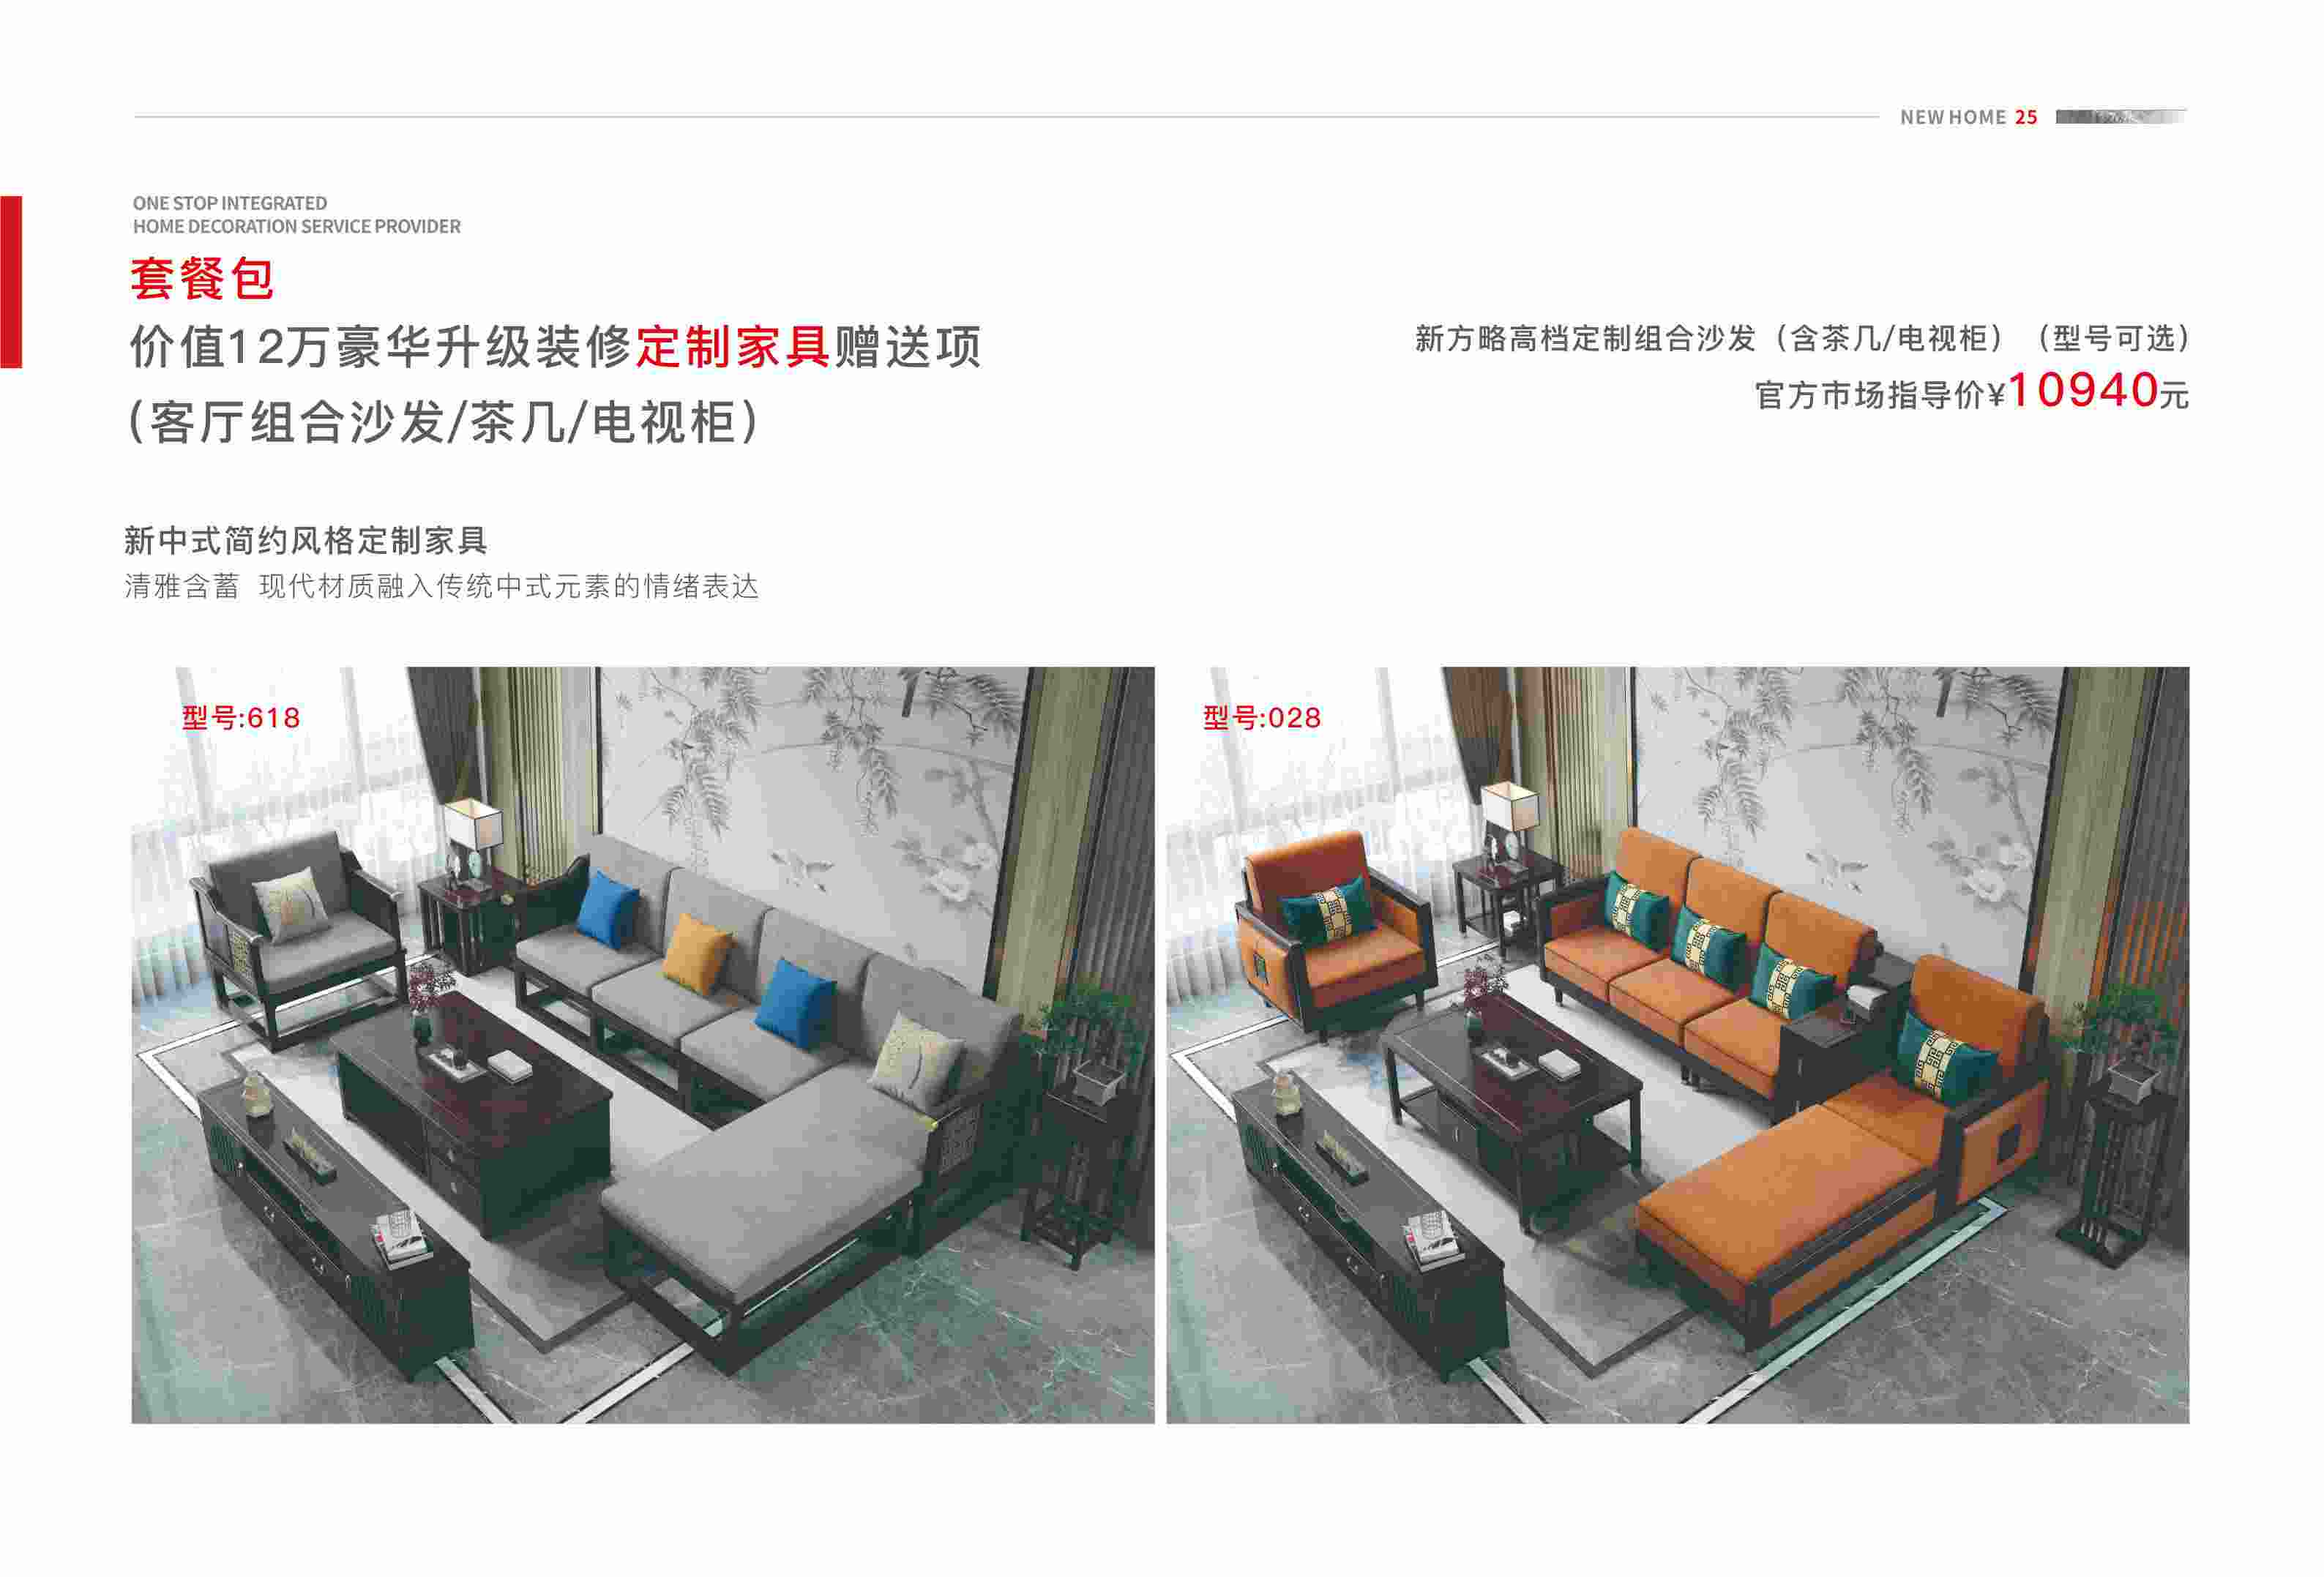 NEW HOME 25
ONE STOP INTEGRATED
HOME DECORATION SERVICE PROVIDER
套餐包
价值12万豪华升级装修定制家具赠送项
（客厅组合沙发/茶几/电视柜）
新方略高档定制组合沙发（含茶几/电视柜）（型号可选）
官方市场指导价¥10940元
新中式简约风格定制家具
清雅含蓄 现代材质融入传统中式元素的情绪表达
型号:618
型号:028